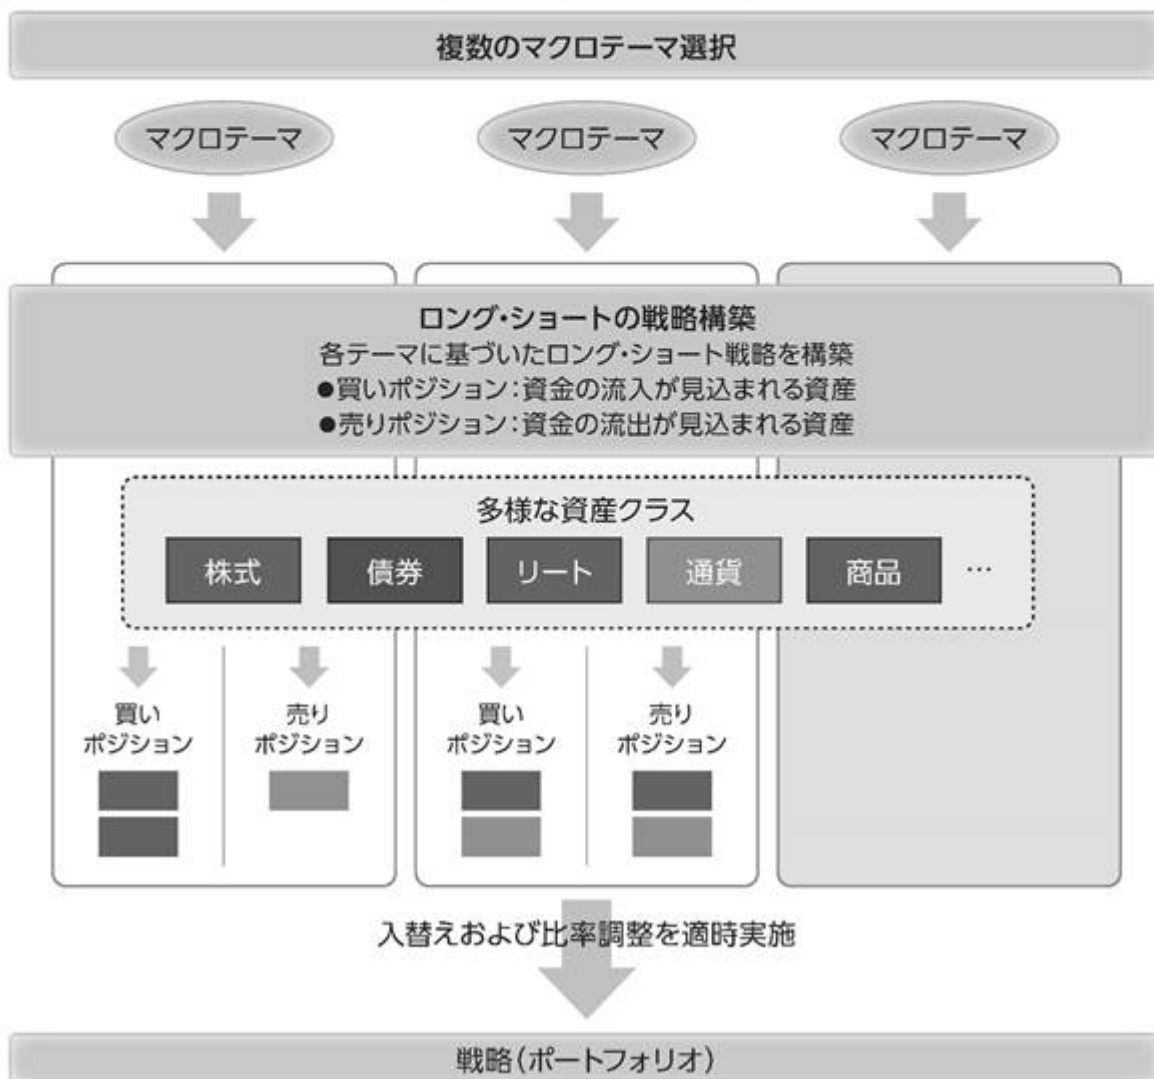 複数のマクロテーマ選択
マクロテーマ
マクロテーマ
マクロテーマ
ロング・ショートの戦略構築
各テーマに基づいたロング・ショート戦略を構築
●買いポジション：資金の流入が見込まれる資産
●売りポジション：資金の流出が見込まれる資産
多様な資産クラス
株式
債券
リート
通貨
商品
…
買い
ポジション
売り
ポジション
買い
ポジション
売り
ポジション
入替えおよび比率調整を適時実施
戦略（ポートフォリオ）